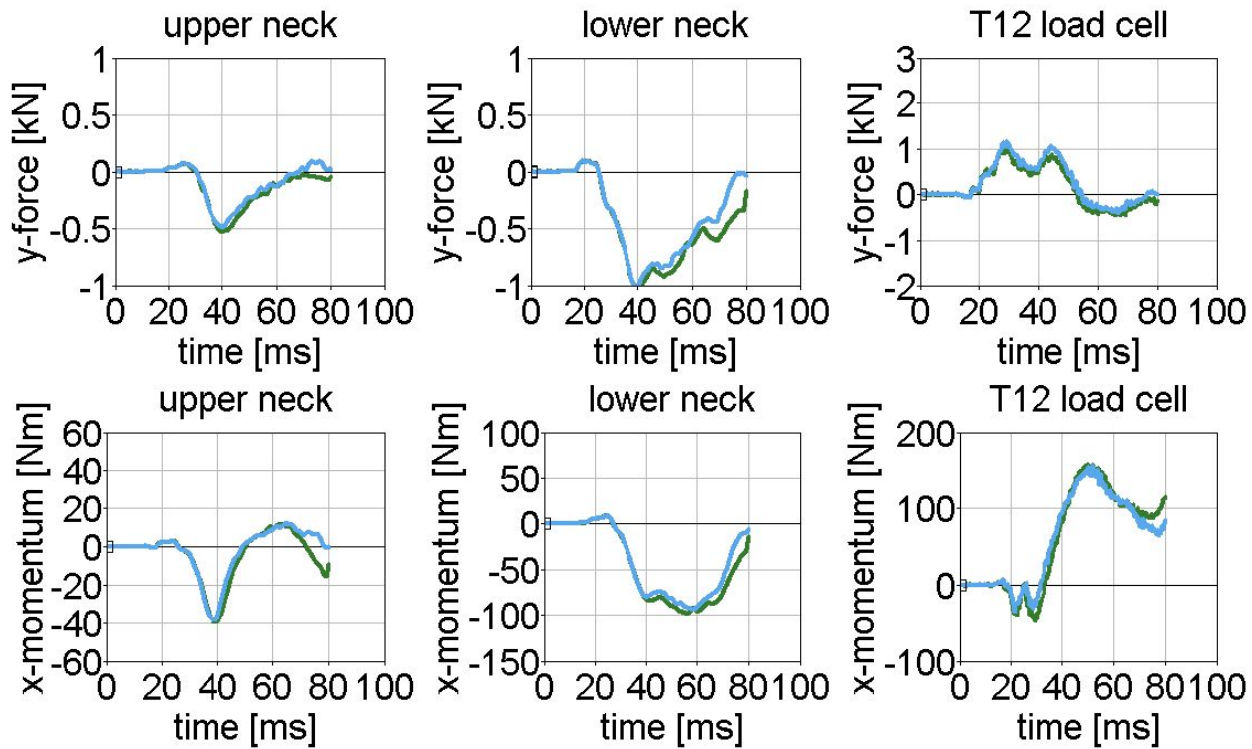 upper neck
lower neck
T12 load cell
y-force [kN]
1
0.5
0
-0.5
-1
0 20 40 60 80 100
time [ms]
y-force [kN]
1
0.5
0
-0.5
-1
0 20 40 60 80 100
time [ms]
y-force [kN]
3
2
1
0
-1
-2
0 20 40 60 80 100
time [ms]
upper neck
lower neck
T12 load cell
x-momentum [Nm]
60
40
20
0
-20
-40
-60
0 20 40 60 80 100
time [ms]
x-momentum [Nm]
100
50
0
-50
-100
-150
0 20 40 60 80 100
time [ms]
x-momentum [Nm]
200
100
0
-100
0 20 40 60 80 100
time [ms]